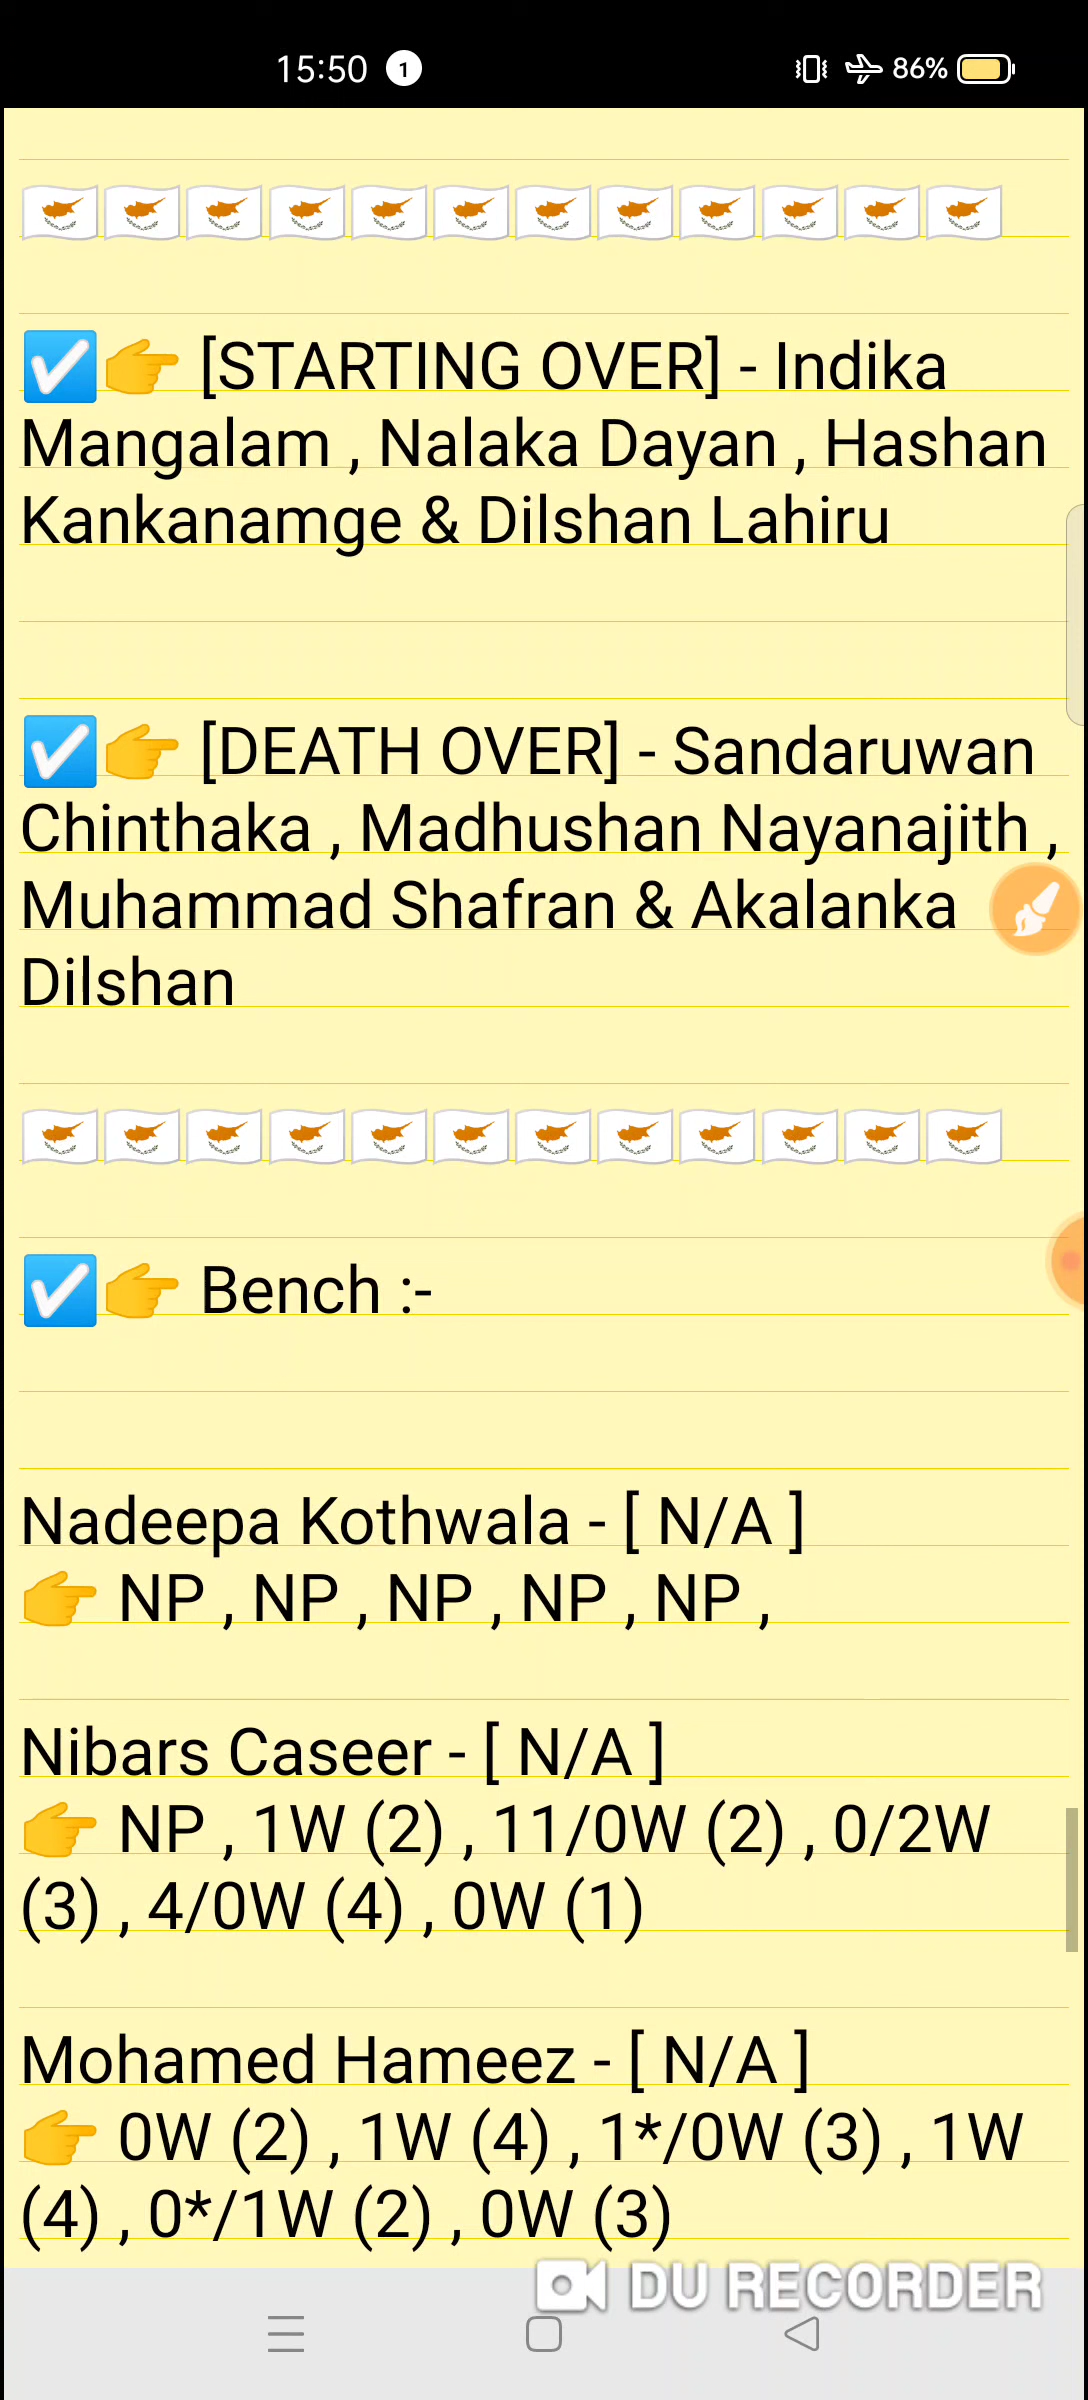 15:50 1 86%
🇨🇾🇨🇾🇨🇾🇨🇾🇨🇾🇨🇾🇨🇾🇨🇾🇨🇾🇨🇾🇨🇾🇨🇾
☑️👉 [STARTING OVER] - Indika
Mangalam , Nalaka Dayan , Hashan
Kankanamge & Dilshan Lahiru
☑️👉 [DEATH OVER] - Sandaruwan
Chinthaka , Madhushan Nayanajith ,
Muhammad Shafran & Akalanka
Dilshan
🇨🇾🇨🇾🇨🇾🇨🇾🇨🇾🇨🇾🇨🇾🇨🇾🇨🇾🇨🇾🇨🇾🇨🇾
☑️👉 Bench :-
Nadeepa Kothwala - [ N/A ]
👉 NP , NP , NP , NP , NP ,
Nibars Caseer - [ N/A ]
👉 NP , 1W (2) , 11/0W (2) , 0/2W
(3) , 4/0W (4) , 0W (1)
Mohamed Hameez - [ N/A ]
👉 0W (2) , 1W (4) , 1*/0W (3) , 1W
(4) , 0*/1W (2) , 0W (3)
DU RECORDER